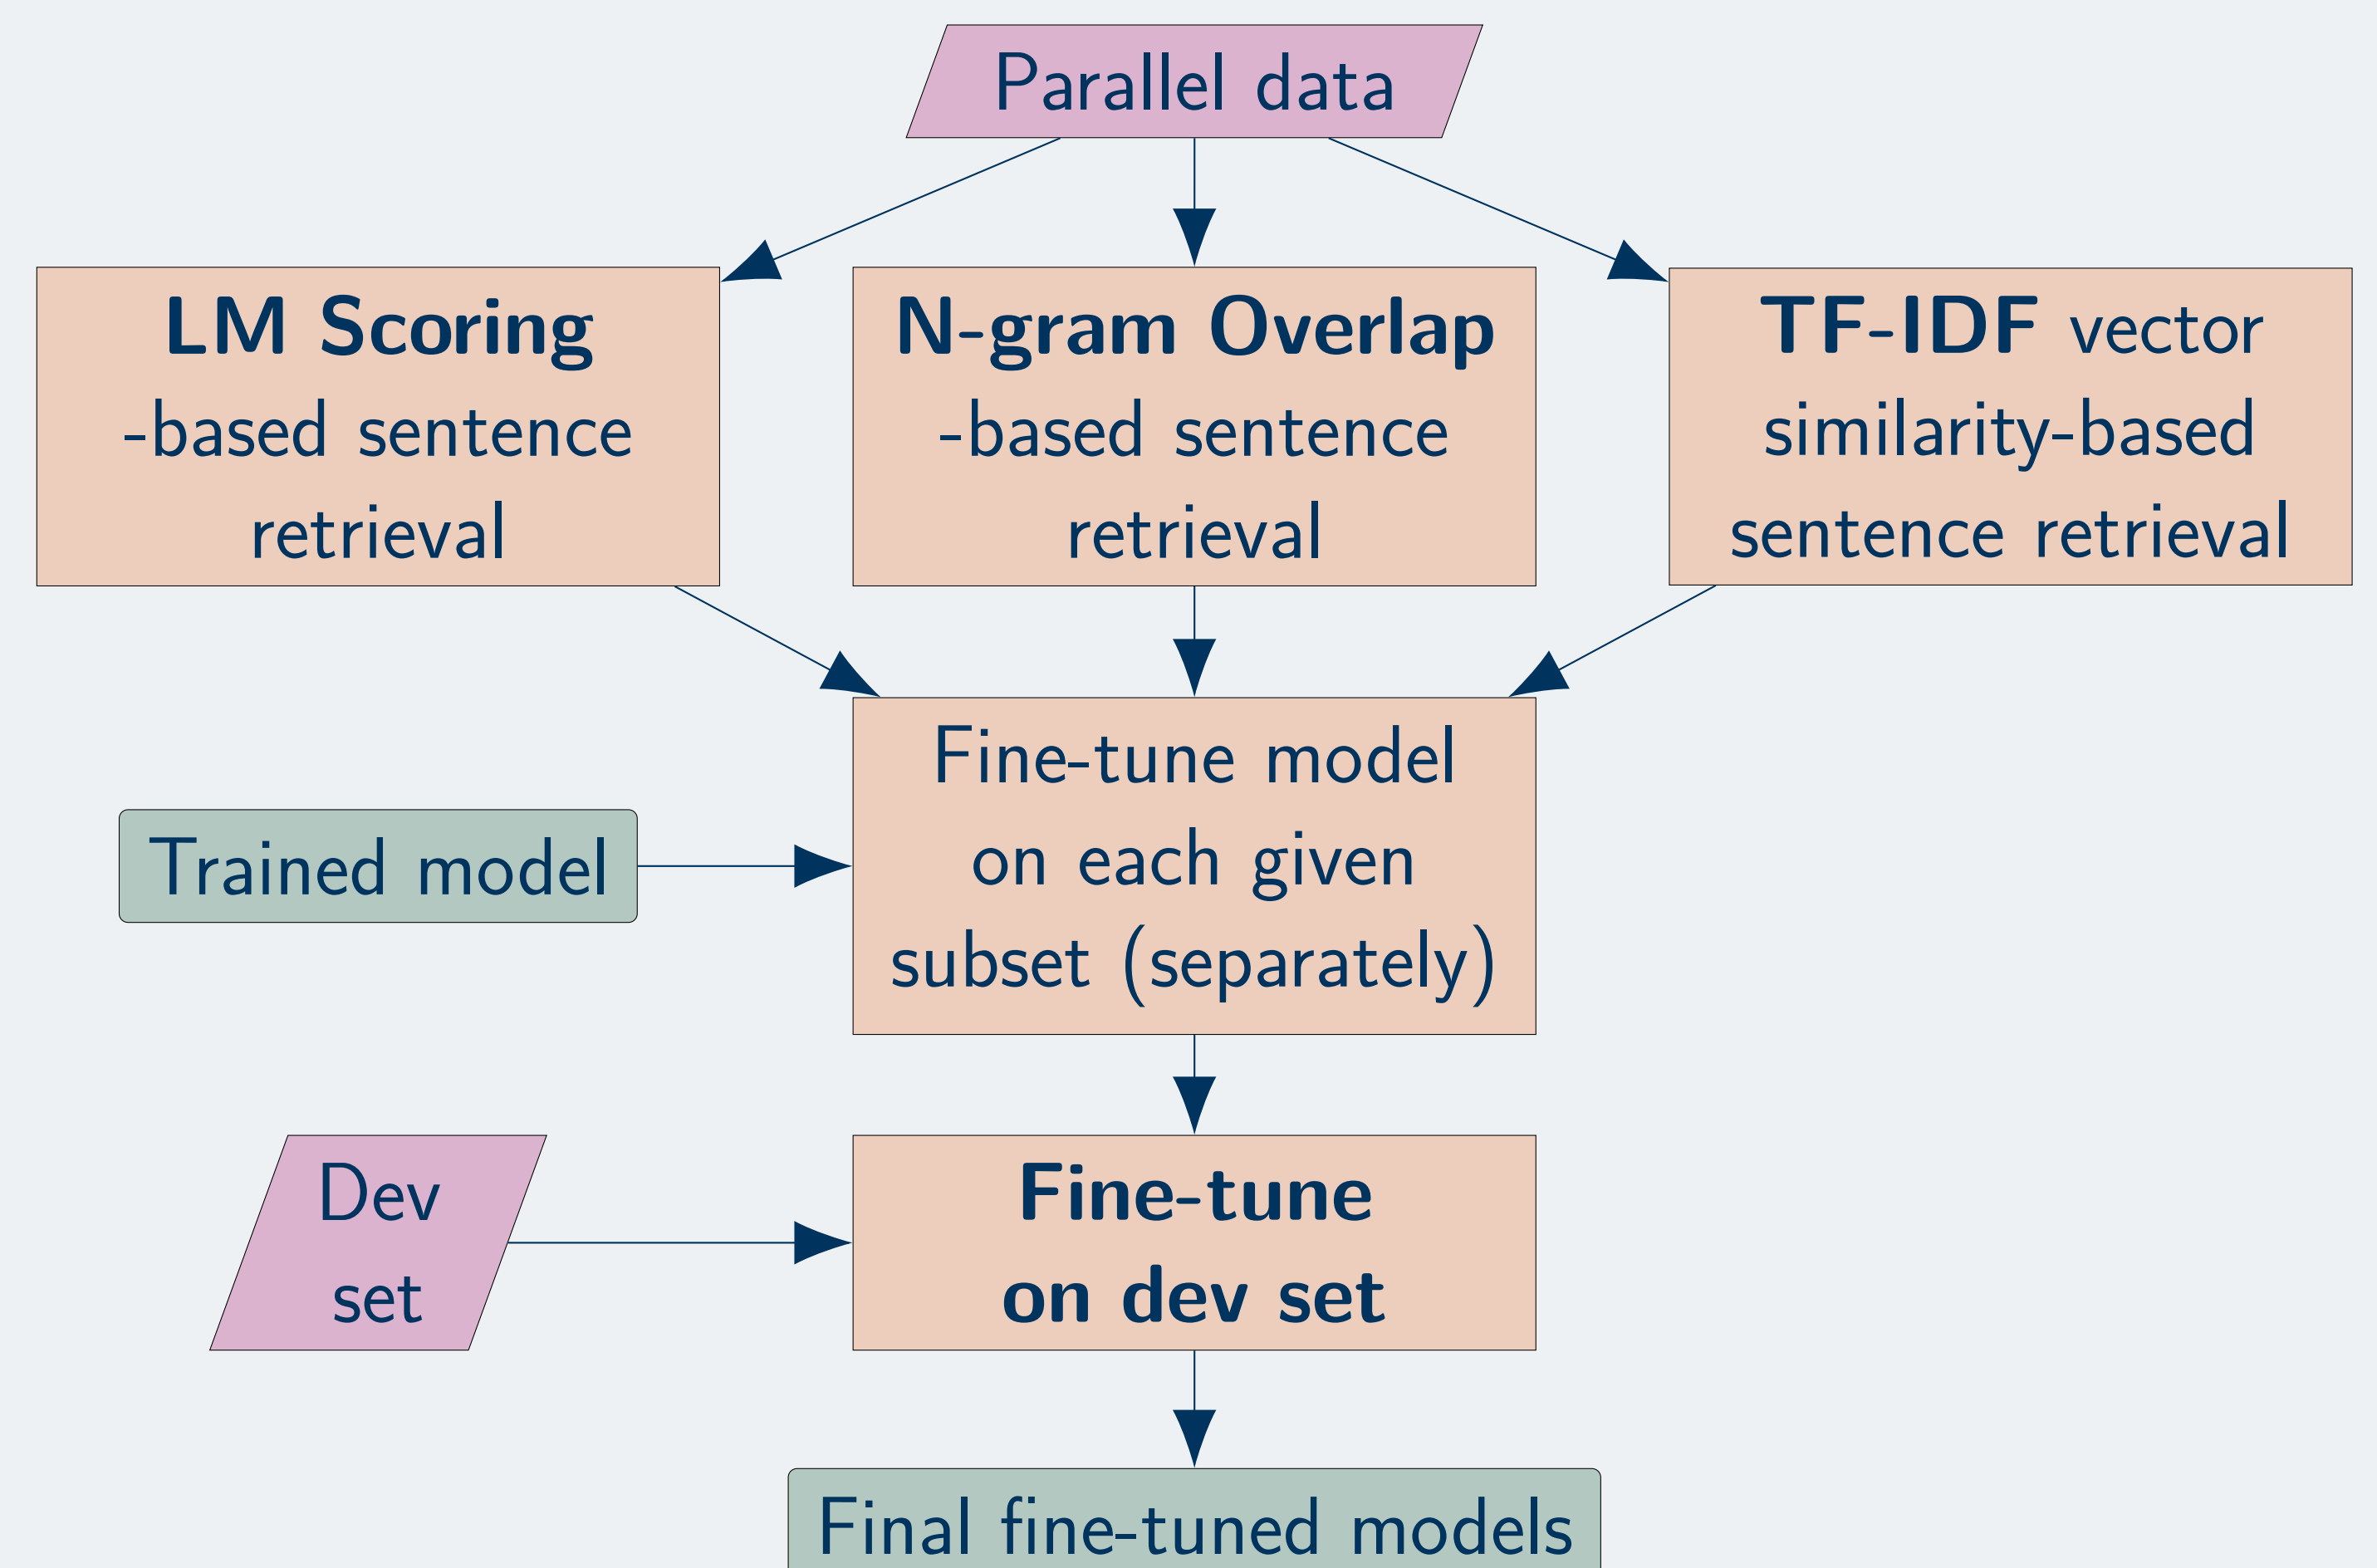 Parallel data
LM Scoring
-based sentence
retrieval
N-gram Overlap
-based sentence
retrieval
TF-IDF vector
similarity-based
sentence retrieval
Fine-tune model
on each given
subset (separately)
Trained model
Dev
set
Fine-tune
on dev set
Final fine-tuned models